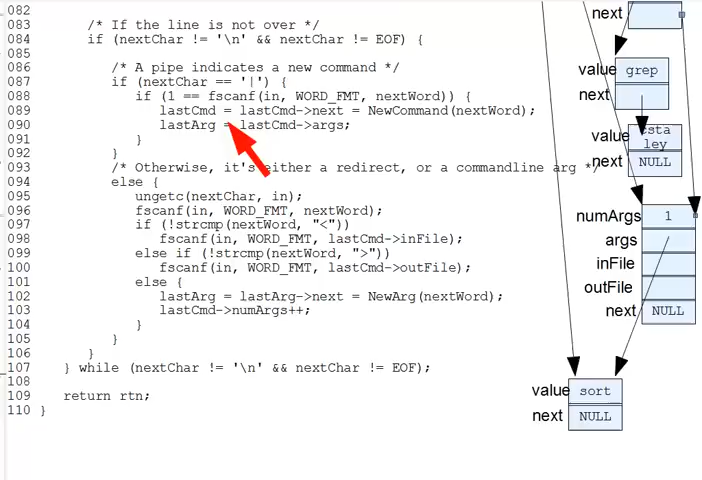 082
083 /* If the line is not over */
084 if (nextChar != '\n' && nextChar != EOF) {
085
086 /* A pipe indicates a new command */
087 if (nextChar == '|') {
088 if (1 == fscanf(in, WORD_FMT, nextWord)) {
089 lastCmd = lastCmd->next = NewCommand(nextWord);
090 lastArg = lastCmd->args;
091 }
092 }
093 /* Otherwise, it's either a redirect, or a commandline arg */
094 else {
095 ungetc(nextChar, in);
096 fscanf(in, WORD_FMT, nextWord);
097 if (!strcmp(nextWord, "<"))
098 fscanf(in, WORD_FMT, lastCmd->inFile);
099 else if (!strcmp(nextWord, ">"))
100 fscanf(in, WORD_FMT, lastCmd->outFile);
101 else {
102 lastArg = lastArg->next = NewArg(nextWord);
103 lastCmd->numArgs++;
104 }
105 }
106 }
107 } while (nextChar != '\n' && nextChar != EOF);
108
109 return rtn;
110 }
next
value grep
next
value csta
ley
next NULL
numArgs 1
args
inFile
outFile
next NULL
value sort
next NULL